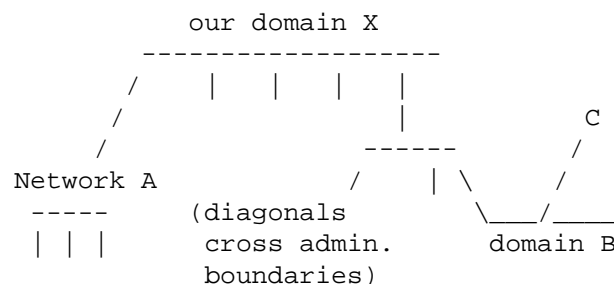 our domain X
C
Network A
(diagonals
cross admin. domain B
boundaries)